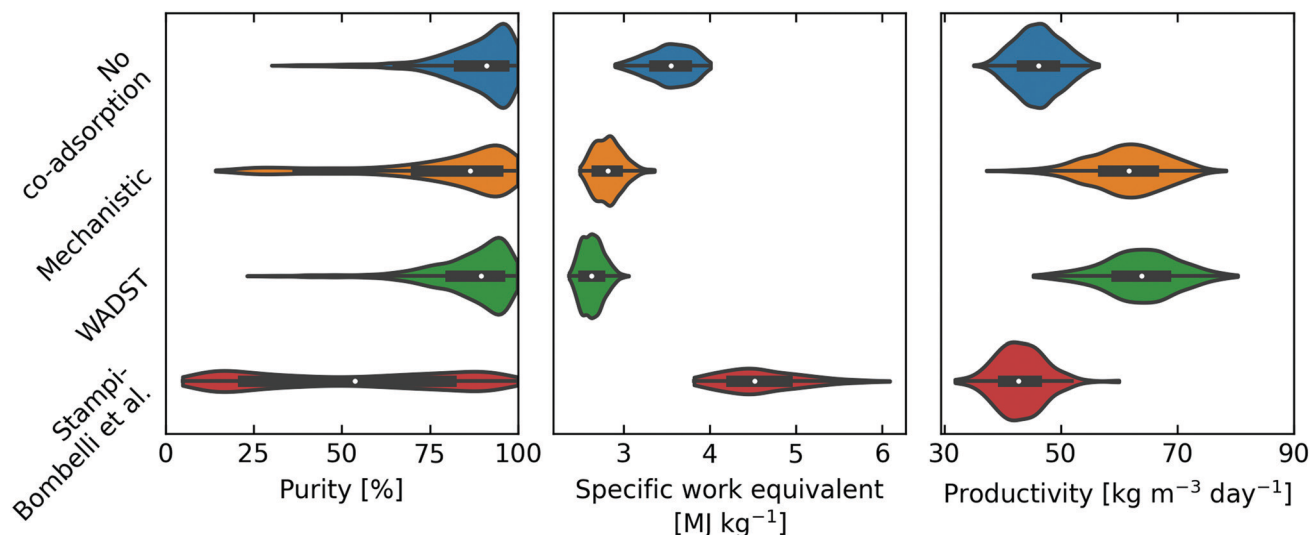 No
co-adsorption
Mechanistic
WADST
Stampi-
Bombelli et al.
0 25 50 75 100
Purity [%]
3 4 5 6
Specific work equivalent
[MJ kg⁻¹]
30 50 70 90
Productivity [kg m⁻³ day⁻¹]